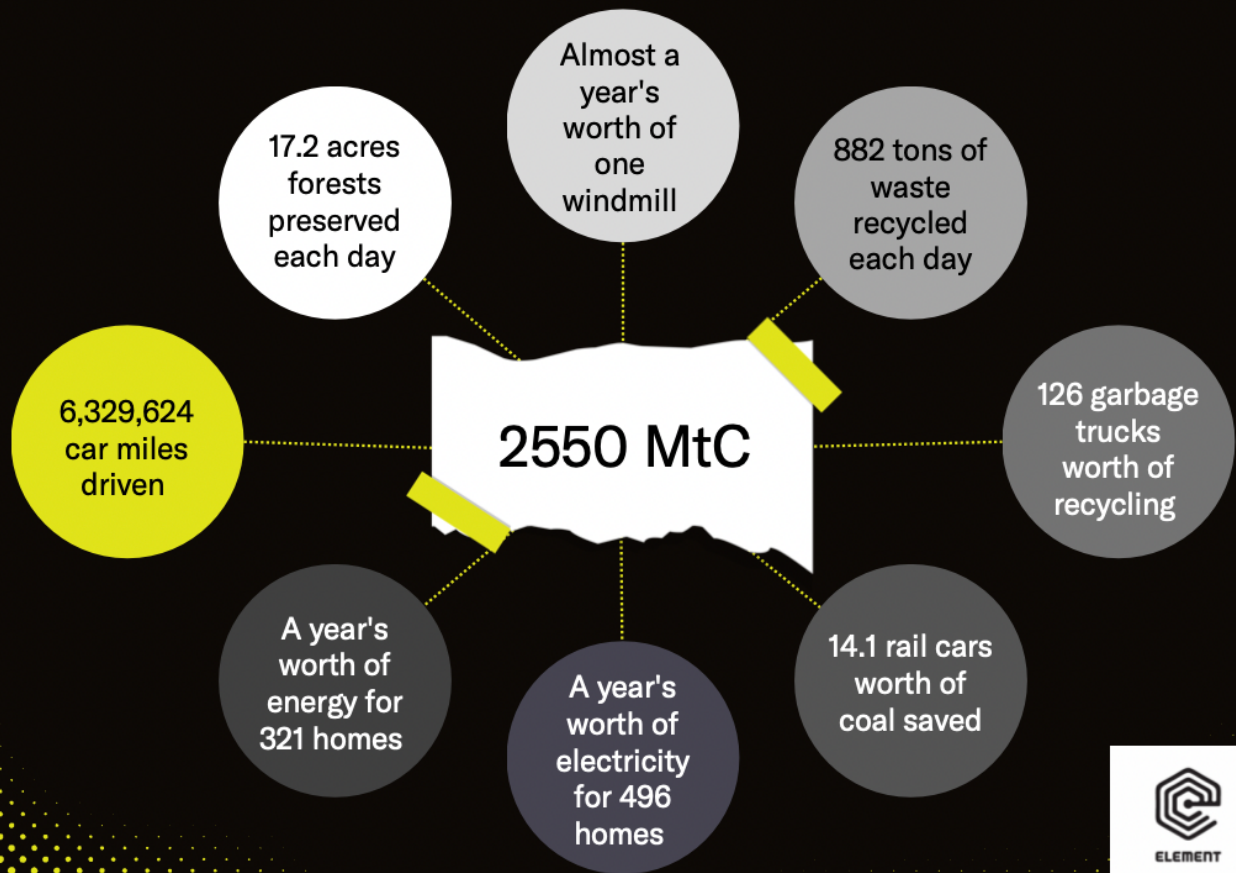 Almost a
year's
worth of
one
windmill
17.2 acres
forests
preserved
each day
882 tons of
waste
recycled
each day
6,329,624
car miles
driven
2550 MtC
126 garbage
trucks
worth of
recycling
A year's
worth of
energy for
321 homes
A year's
worth of
electricity
for 496
homes
14.1 rail cars
worth of
coal saved
ELEMENT